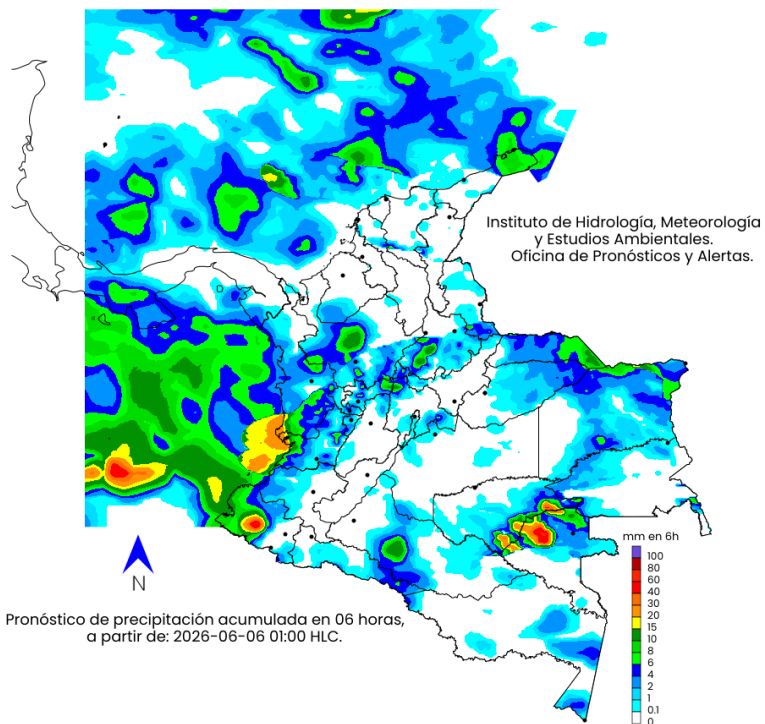 Instituto de Hidrología, Meteorología
y Estudios Ambientales.
Oficina de Pronósticos y Alertas.
mm en 6h
100
80
60
40
30
20
15
10
8
6
4
2
1
0.1
0
N
Pronóstico de precipitación acumulada en 06 horas,
a partir de: 2026-06-06 01:00 HLC.